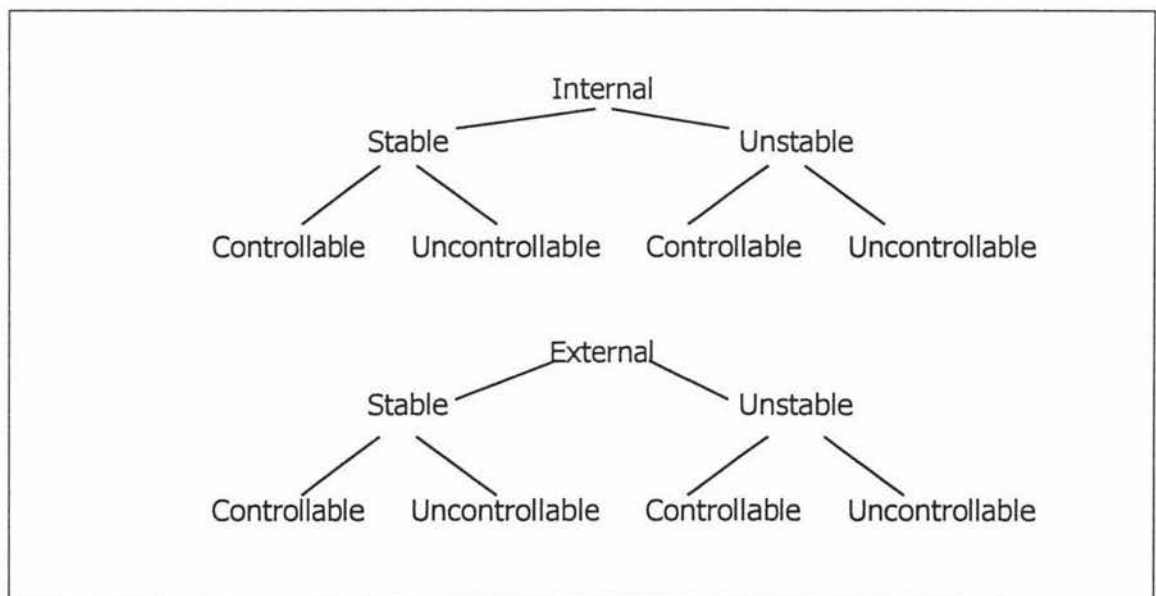 Internal
Stable Unstable
Controllable Uncontrollable Controllable Uncontrollable
External
Stable Unstable
Controllable Uncontrollable Controllable Uncontrollable